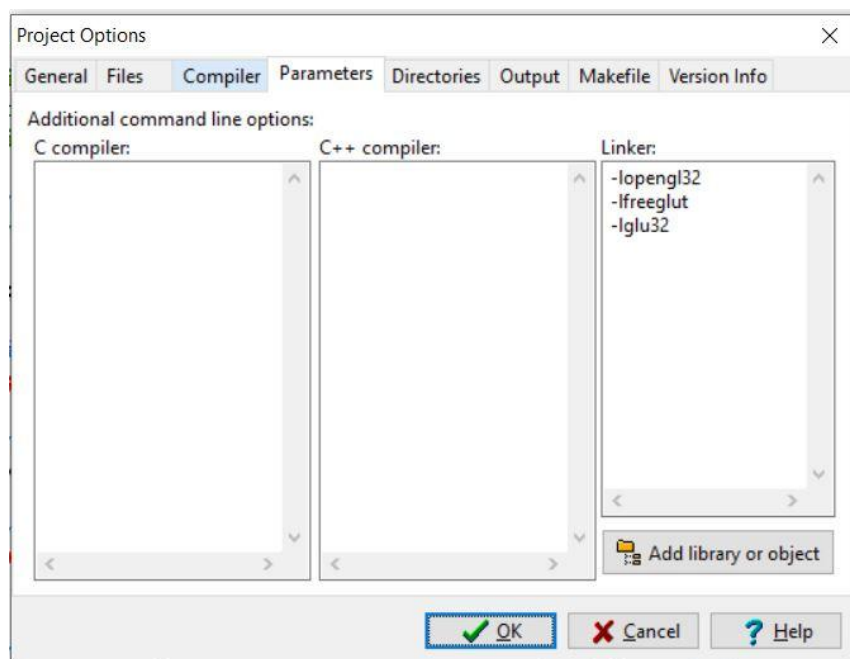 Project Options
General Files Compiler Parameters Directories Output Makefile Version Info
Additional command line options:
C compiler: C++ compiler: Linker:
-lopengl32
-lfreeglut
-lglu32
Add library or object
OK Cancel Help